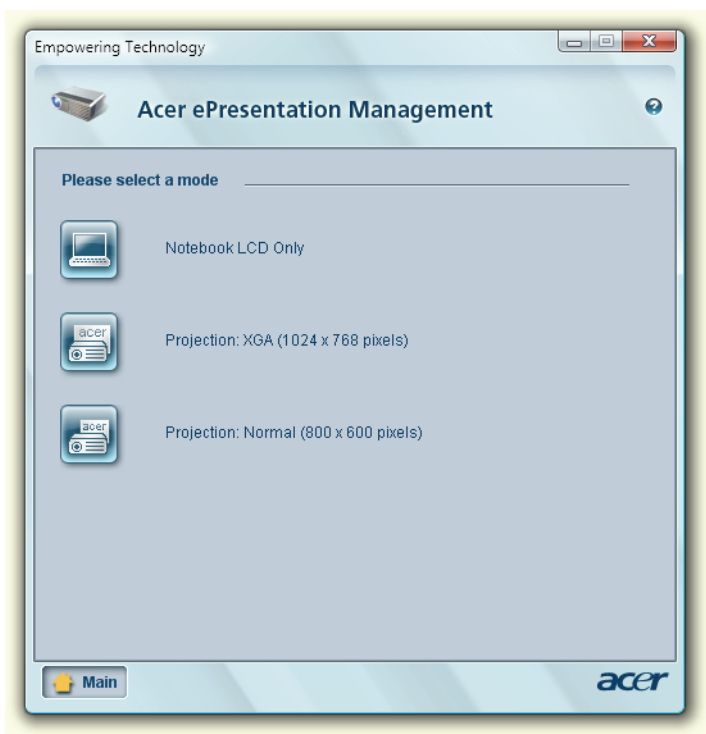 Empowering Technology
Acer ePresentation Management
Please select a mode
Notebook LCD Only
acer
Projection: XGA (1024 x 768 pixels)
acer
Projection: Normal (800 x 600 pixels)
Main
acer